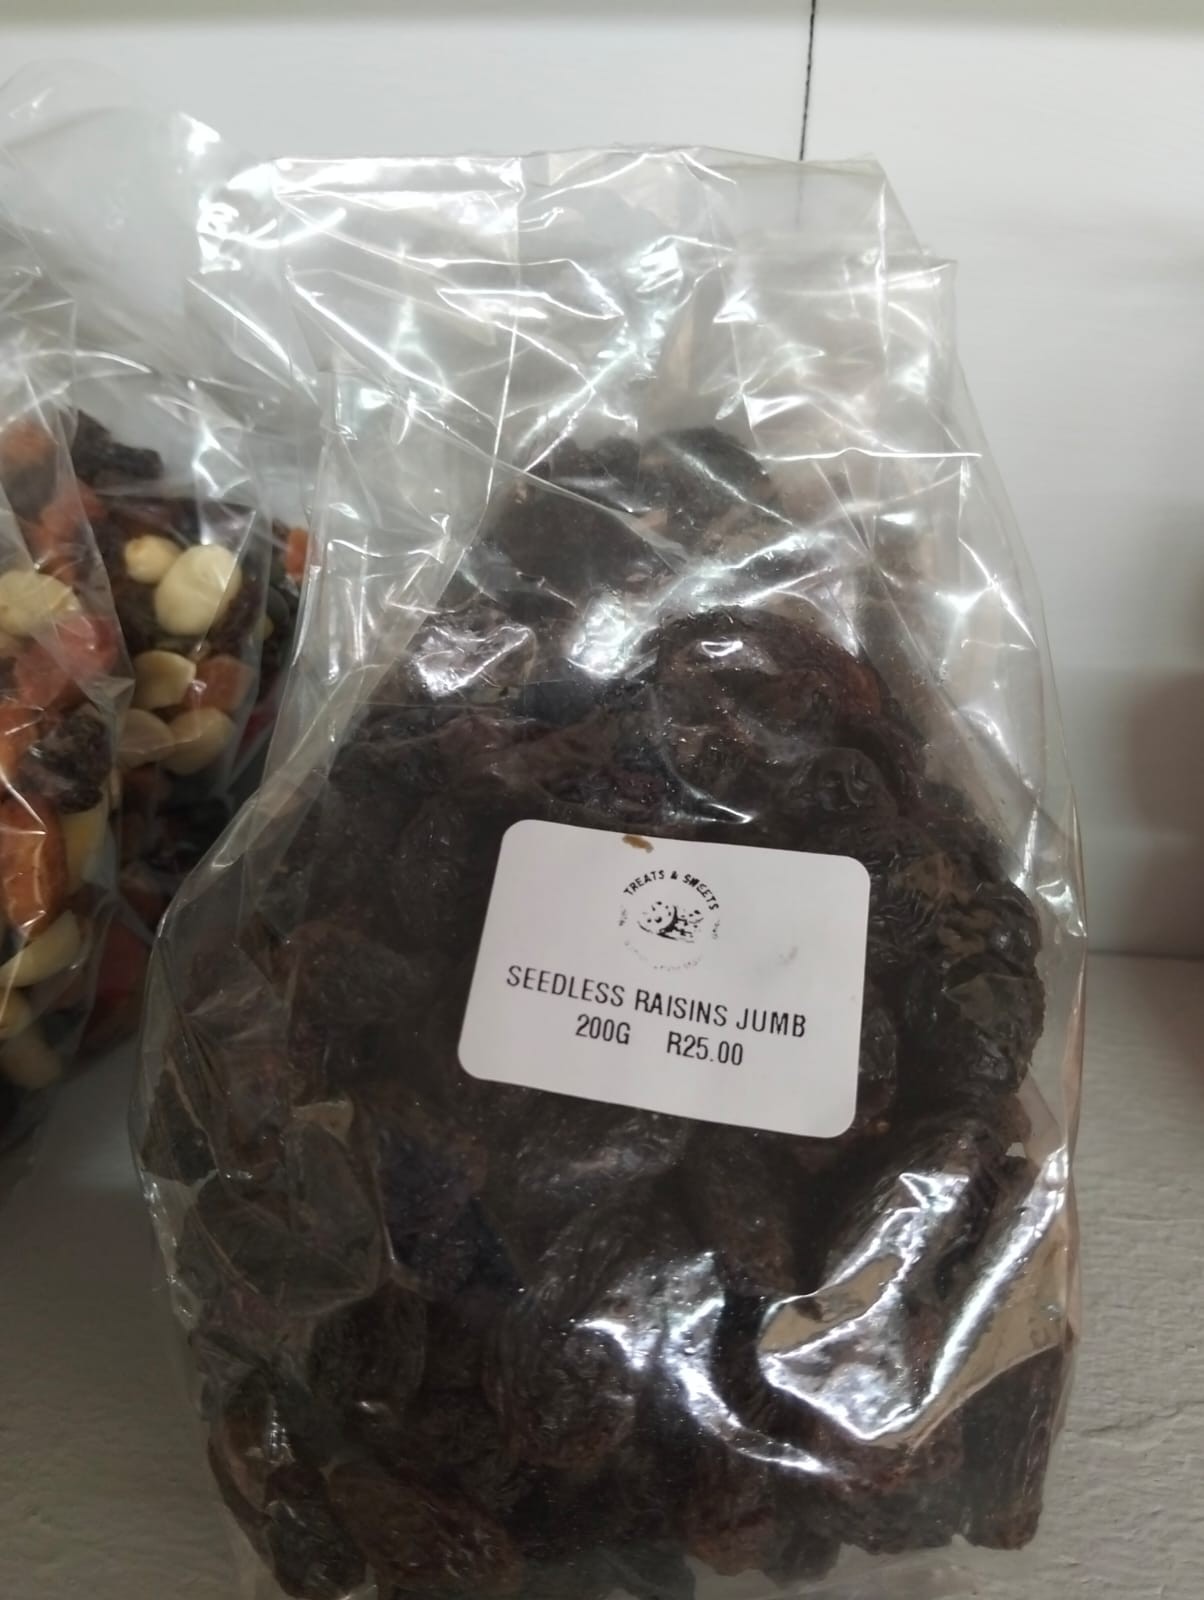 TREATS & SWEETS
SEEDLESS RAISINS JUMB
200G R25.00